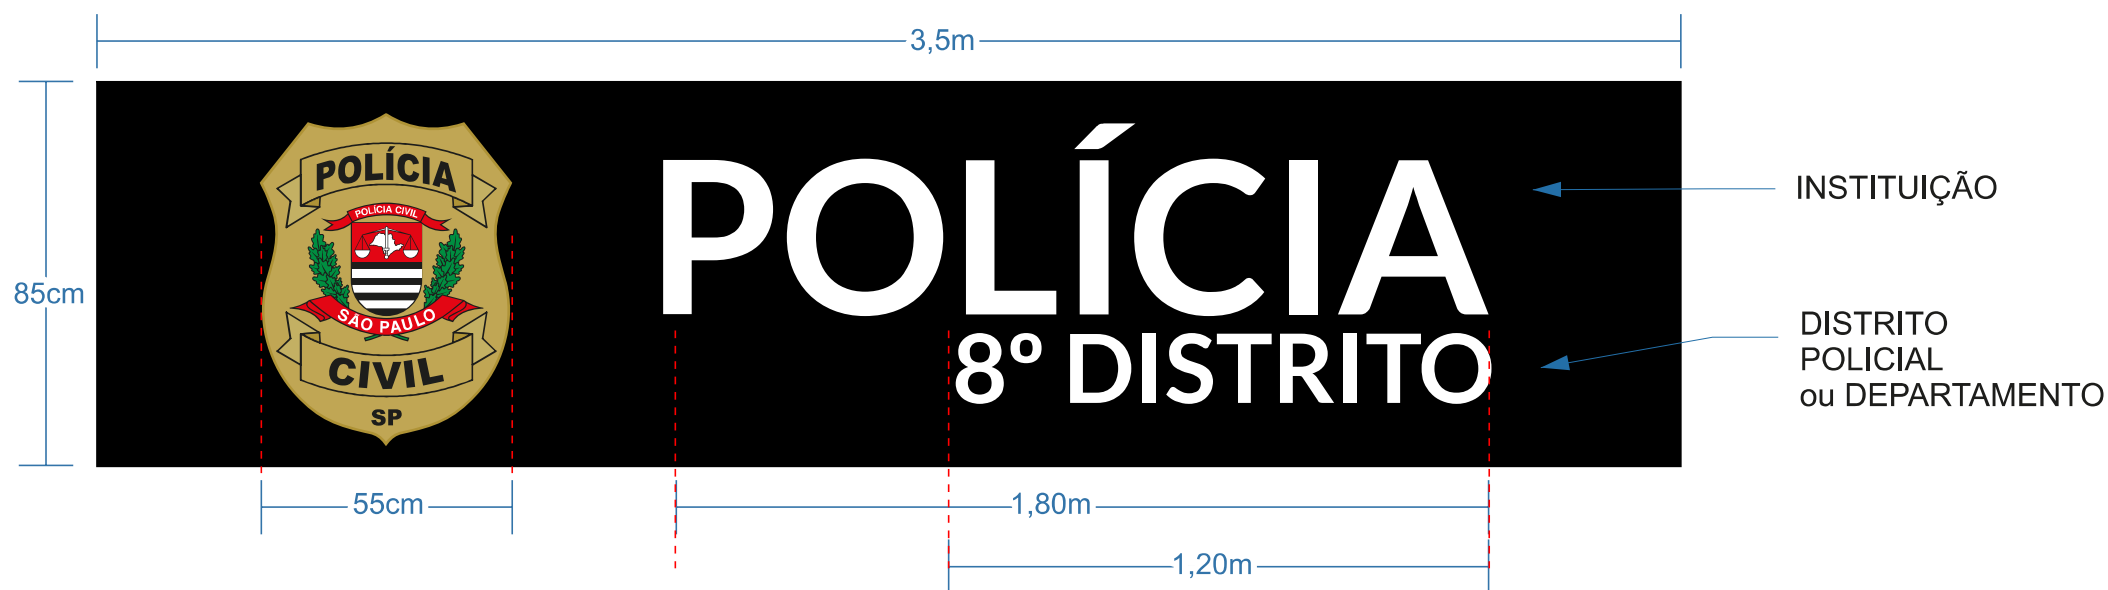 3,5m
POLÍCIA
POLÍCIA CIVIL
SÃO PAULO
CIVIL
SP
POLÍCIA
8º DISTRITO
INSTITUIÇÃO
DISTRITO
POLICIAL
ou DEPARTAMENTO
85cm
55cm
1,80m
1,20m